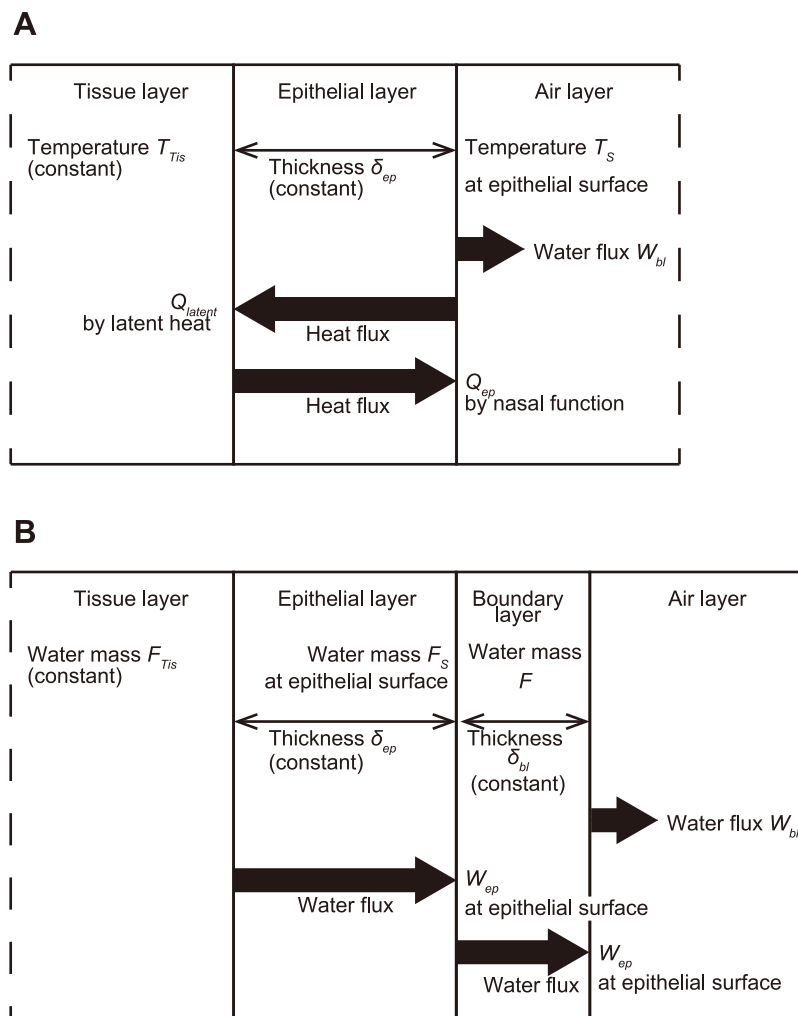 A
Tissue layer
Epithelial layer
Air layer
Temperature T_Tis
(constant)
Thickness δ_ep
(constant)
Temperature T_S
at epithelial surface
Water flux W_bl
Q_latent
by latent heat
Heat flux
Heat flux
Q_ep
by nasal function
B
Tissue layer
Epithelial layer
Boundary
layer
Air layer
Water mass F_Tis
(constant)
Water mass F_S
at epithelial surface
Water mass
F
Thickness δ_ep
(constant)
Thickness
δ_bl
(constant)
Water flux W_bl
W_ep
at epithelial surface
Water flux
W_ep
at epithelial surface
Water flux